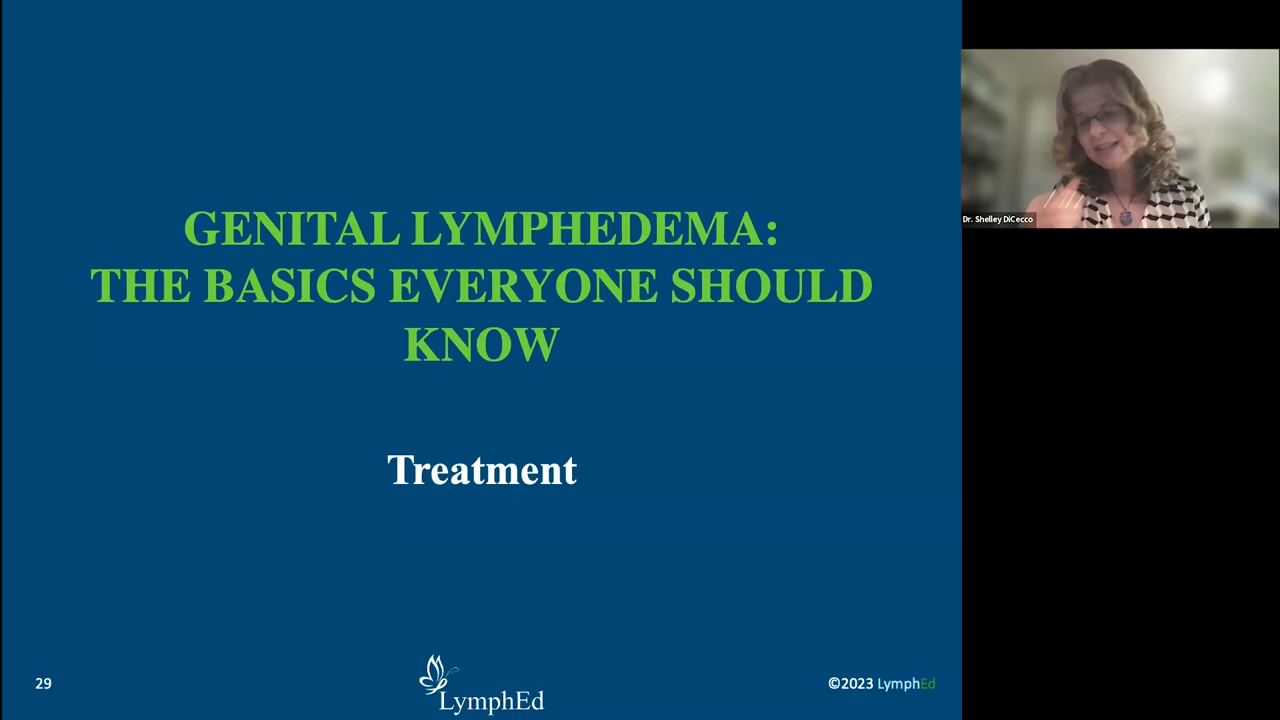 GENITAL LYMPHEDEMA:
THE BASICS EVERYONE SHOULD
KNOW
Treatment
Dr. Shelley DiCecco
29
LymphEd
©2023 LymphEd